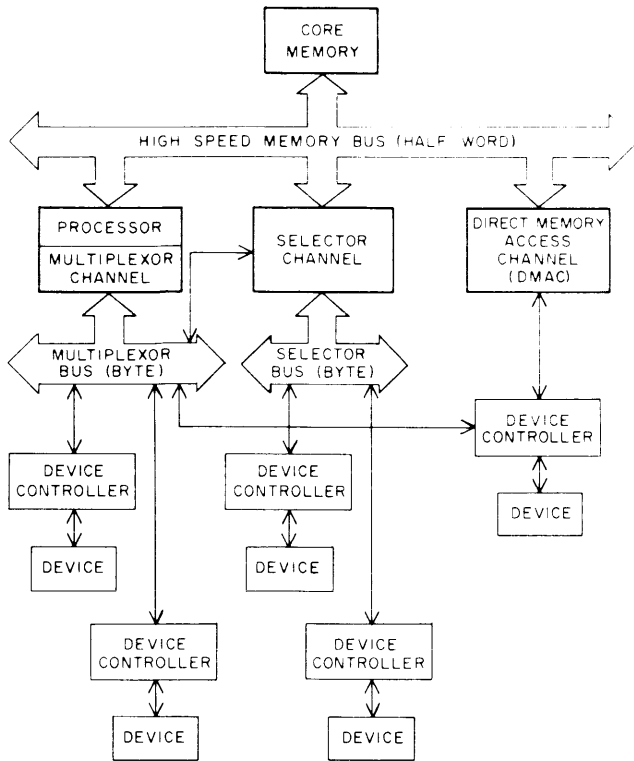 CORE
MEMORY
HIGH SPEED MEMORY BUS (HALF WORD)
PROCESSOR
MULTIPLEXOR
CHANNEL
SELECTOR
CHANNEL
DIRECT MEMORY
ACCESS
CHANNEL
(DMAC)
MULTIPLEXOR
BUS (BYTE)
SELECTOR
BUS (BYTE)
DEVICE
CONTROLLER
DEVICE
DEVICE
CONTROLLER
DEVICE
DEVICE
CONTROLLER
DEVICE
DEVICE
CONTROLLER
DEVICE
DEVICE
CONTROLLER
DEVICE